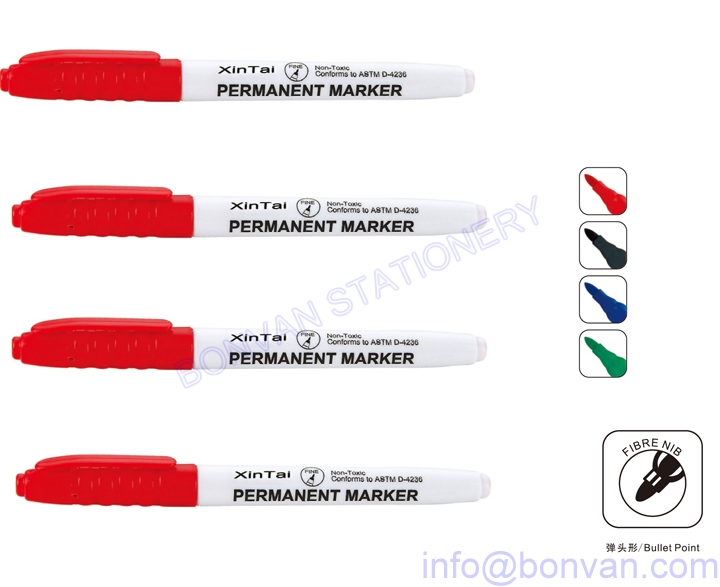 XinTai FINE Non-Toxic
Conforms to ASTM D-4236
PERMANENT MARKER
XinTai FINE Non-Toxic
Conforms to ASTM D-4236
PERMANENT MARKER
BONVAN STATIONERY
XinTai FINE Non-Toxic
Conforms to ASTM D-4236
PERMANENT MARKER
XinTai FINE Non-Toxic
Conforms to ASTM D-4236
PERMANENT MARKER
FIBRE NIB
弹头形/Bullet Point
info@bonvan.com